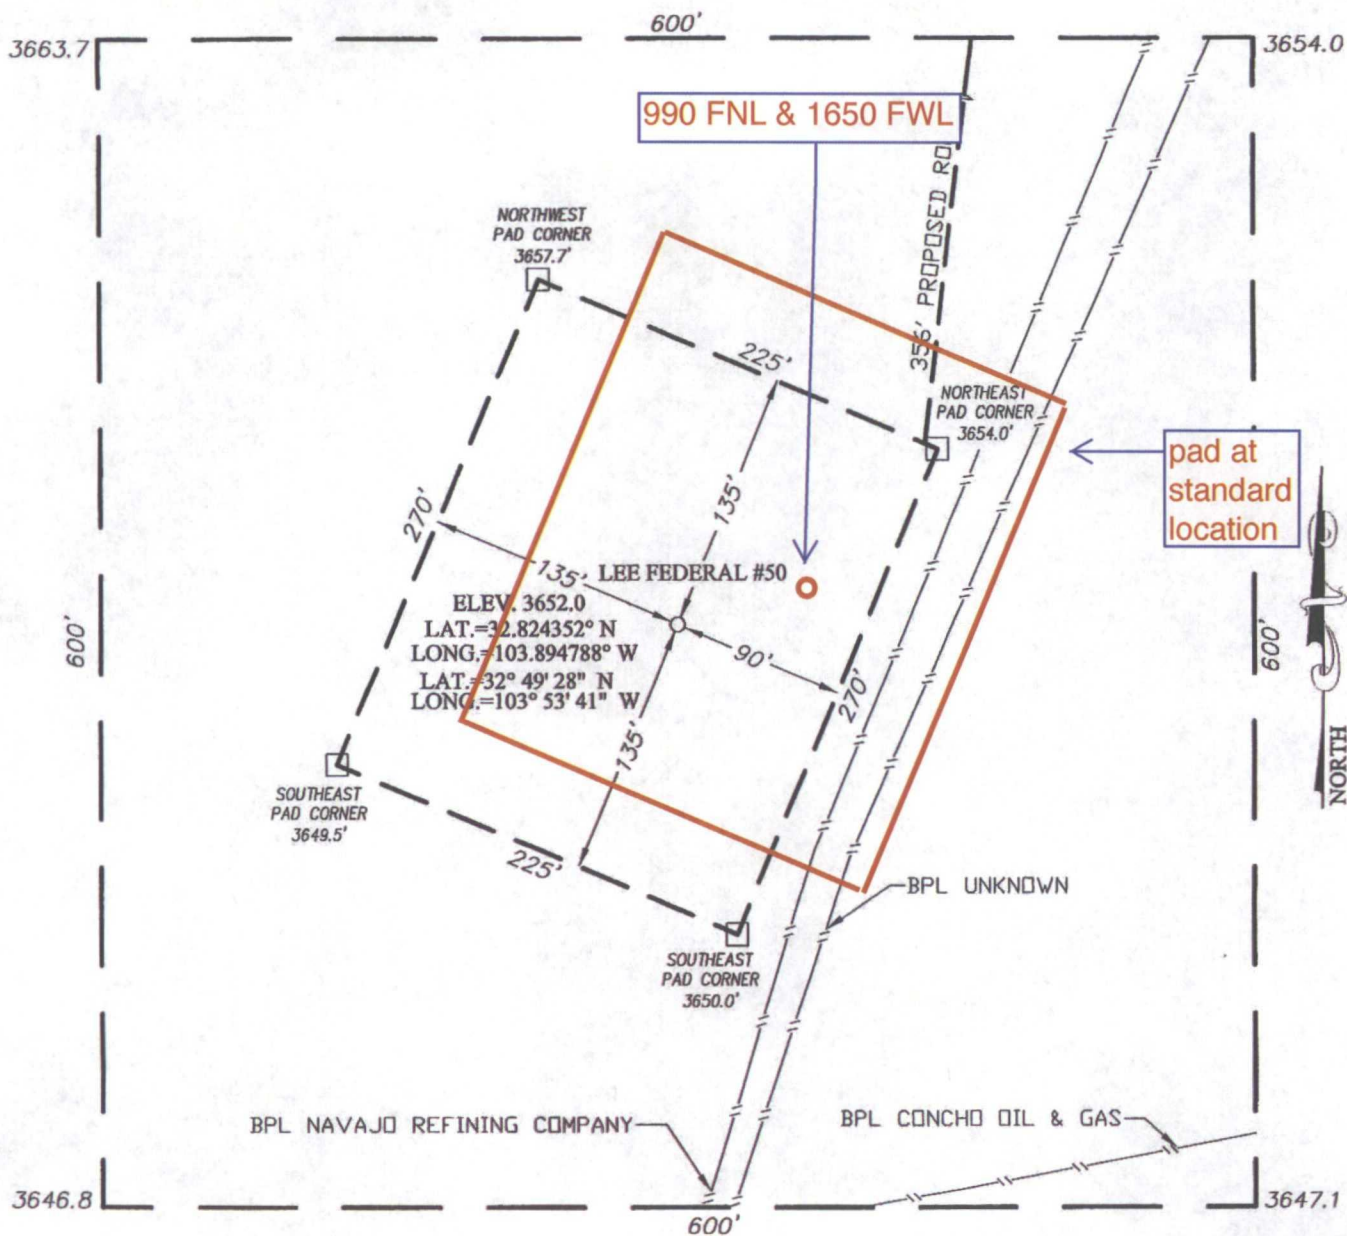 600'
3663.7
3654.0
990 FNL & 1650 FWL
356' PROPOSED RO
NORTHWEST
PAD CORNER
3657.7'
225'
NORTHEAST
PAD CORNER
3654.0'
pad at
standard
location
270'
135'
135'
LEE FEDERAL #50
ELEV. 3652.0
LAT.=32.824352° N
LONG.=103.894788° W
LAT.=32° 49' 28" N
LONG.=103° 53' 41" W
90'
270'
135'
600'
600'
NORTH
SOUTHEAST
PAD CORNER
3649.5'
225'
BPL UNKNOWN
SOUTHEAST
PAD CORNER
3650.0'
BPL NAVAJO REFINING COMPANY
BPL CONCHO OIL & GAS
3646.8
3647.1
600'